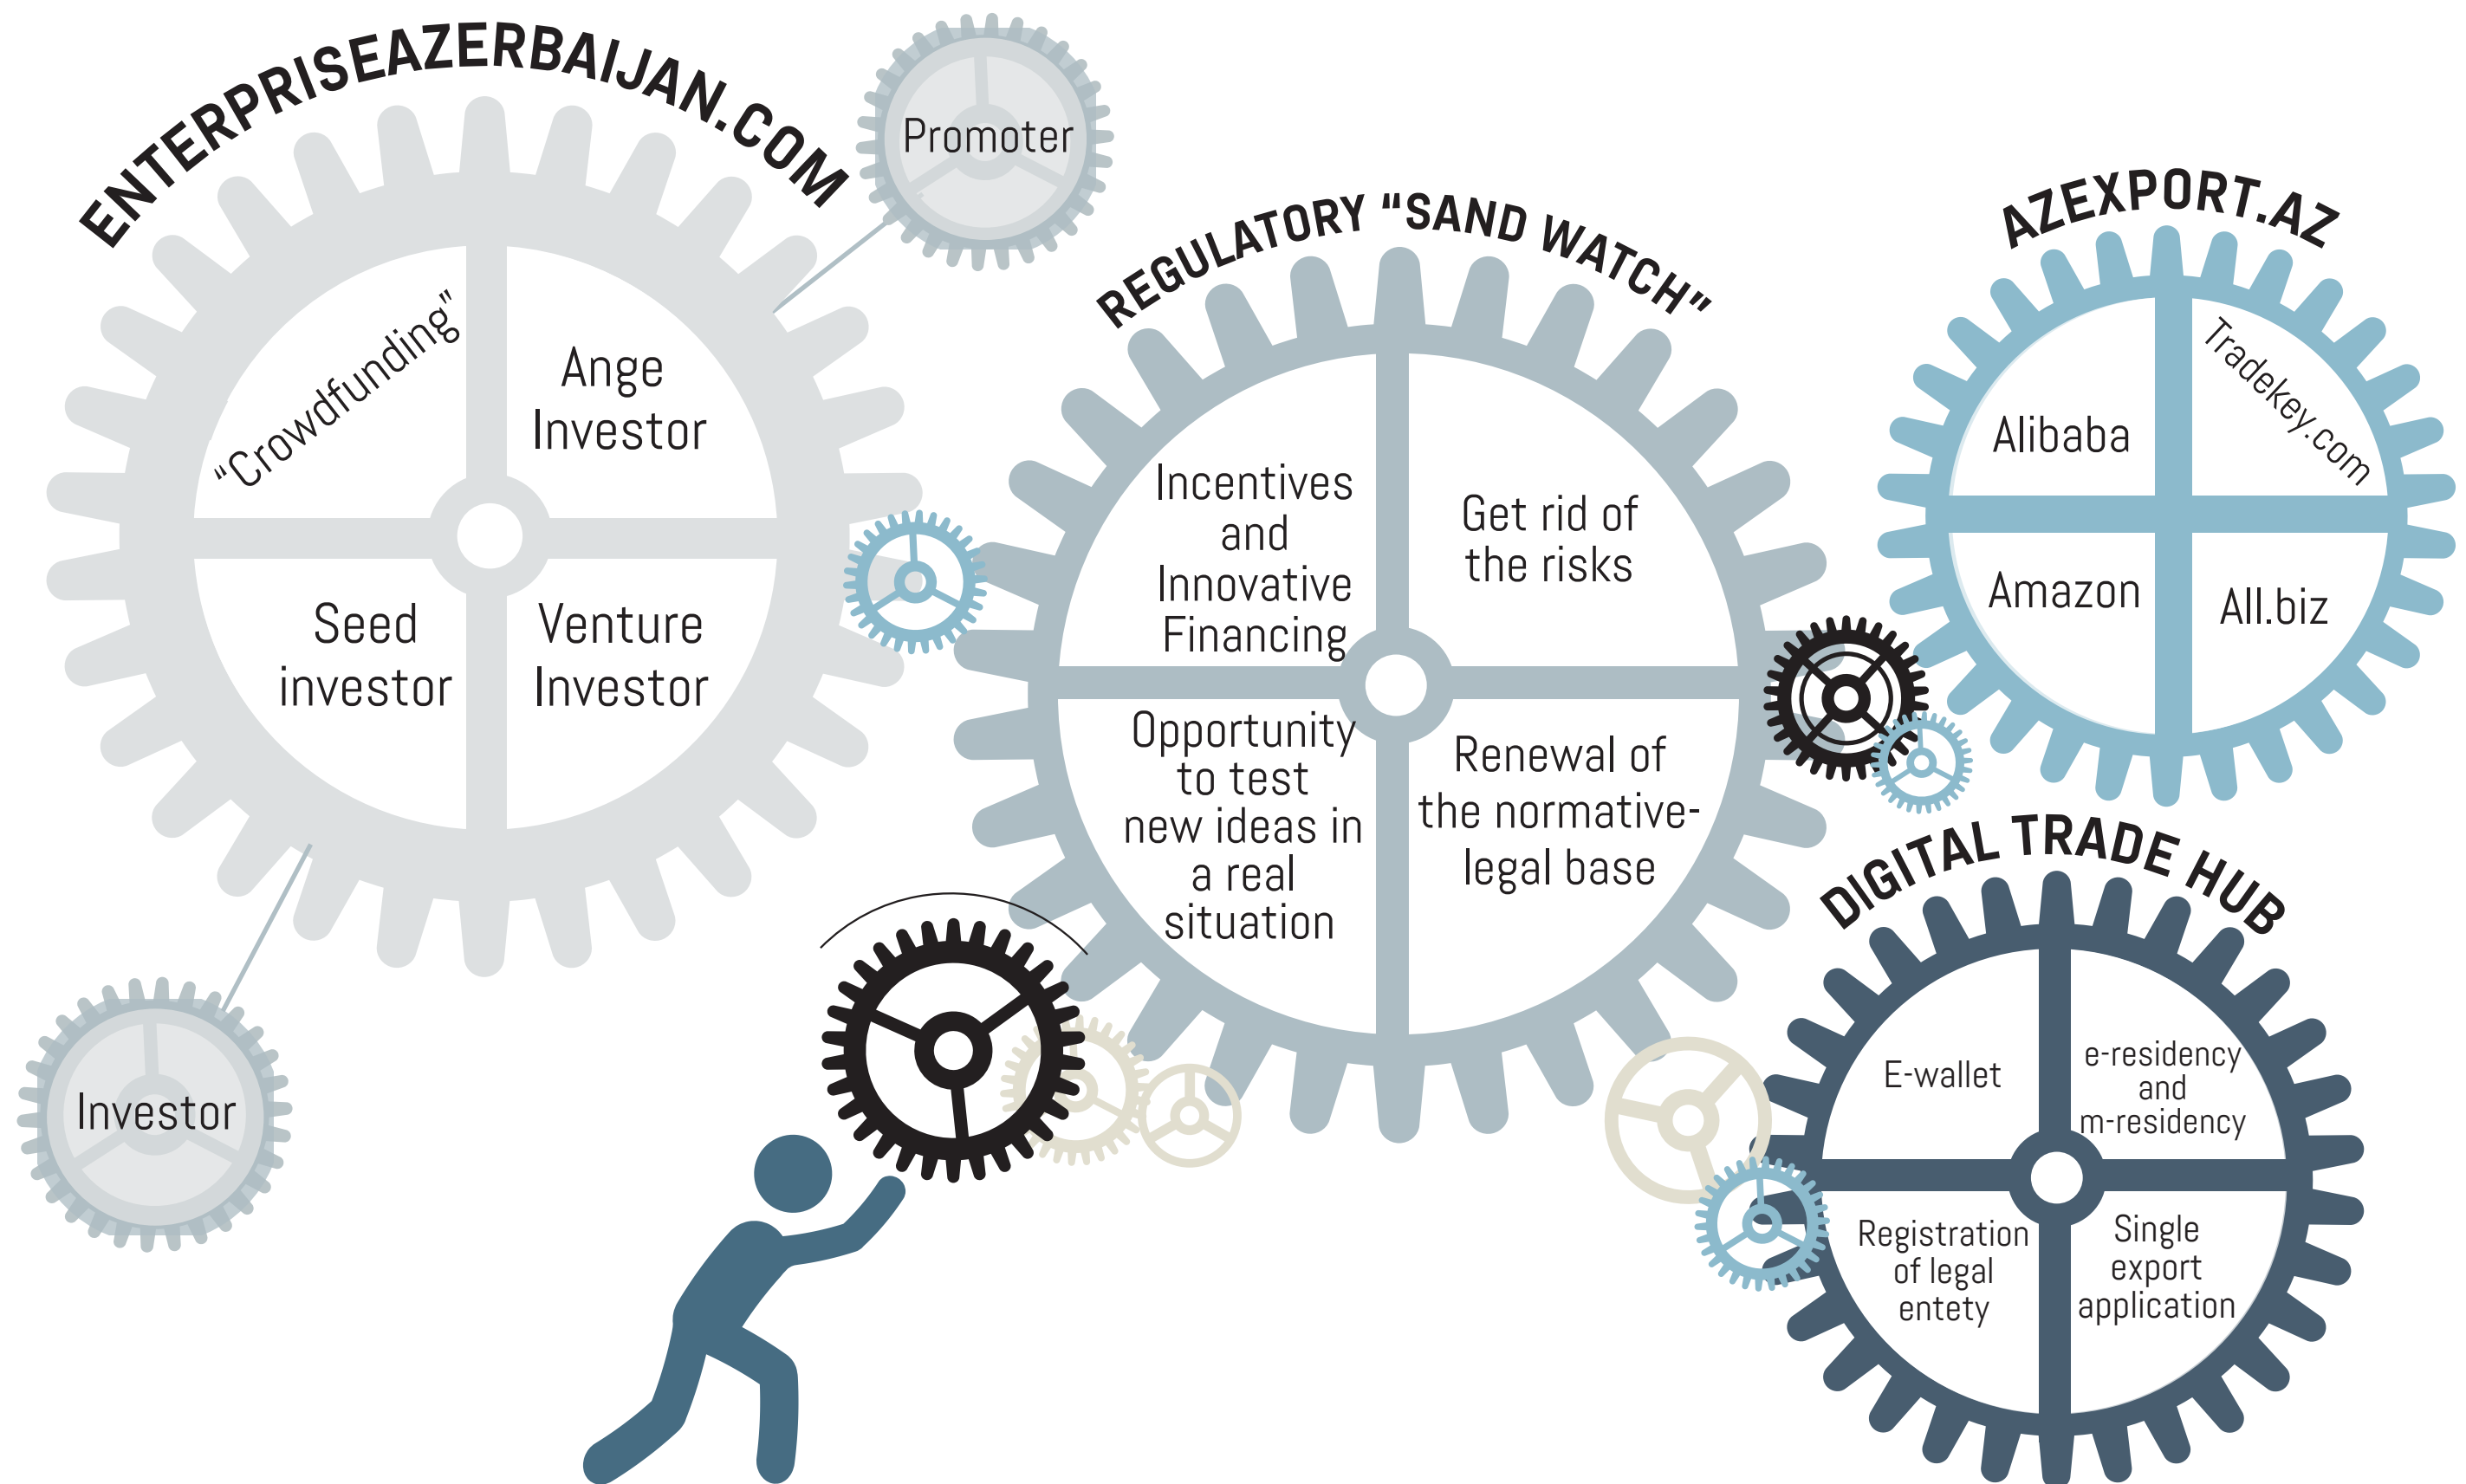 ENTERPRISEAZERBAIJAN.COM
Promoter
"Crowdfunding"
Ange
Investor
Seed
investor
Venture
Investor
Investor
REGULATORY “SAND WATCH”
Incentives
and
Innovative
Financing
Get rid of
the risks
Opportunity
to test
new ideas in
a real
situation
Renewal of
the normative-
legal base
AZEXPORT.AZ
Alibaba
Tradekey.com
Amazon
All.biz
DIGITAL TRADE HUB
E-wallet
e-residency
and
m-residency
Registration
of legal
entety
Single
export
application